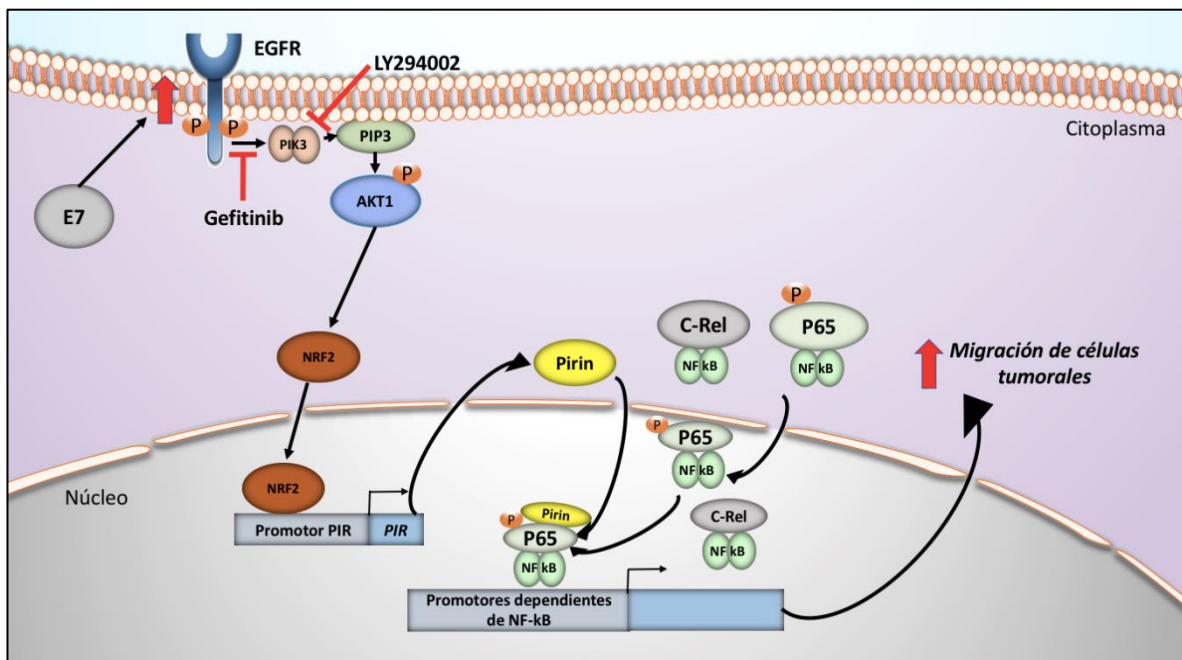 EGFR
LY294002
P
P
PIK3
PIP3
Citoplasma
P
AKT1
E7
Gefitinib
NRF2
Pirin
C-Rel
NF kB
P
P65
NF kB
Migración de células
tumorales
P
P65
NF kB
Núcleo
NRF2
Promotor PIR
PIR
Pirin
P
P65
NF kB
C-Rel
NF kB
Promotores dependientes
de NF-kB